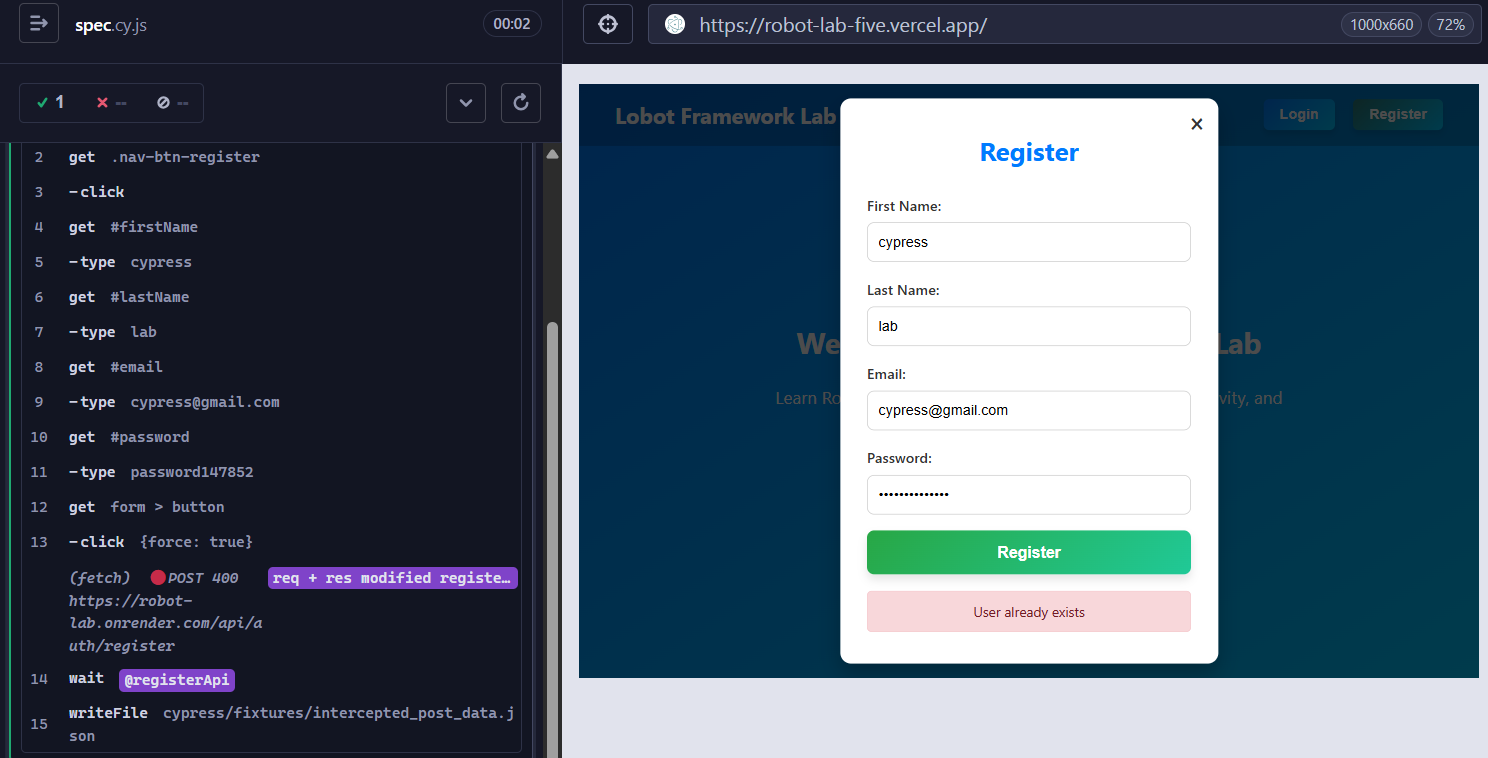 spec.cy.js
00:02
https://robot-lab-five.vercel.app/
1000x660
72%
1
--
--
2 get .nav-btn-register
3 -click
4 get #firstName
5 -type cypress
6 get #lastName
7 -type lab
8 get #email
9 -type cypress@gmail.com
10 get #password
11 -type password147852
12 get form > button
13 -click {force: true}
(fetch) POST 400 req + res modified registe…
https://robot-
lab.onrender.com/api/a
uth/register
14 wait @registerApi
15 writeFile cypress/fixtures/intercepted_post_data.j
son
Lobot Framework Lab
Login
Register
We
Lab
Learn Ro
vity, and
×
Register
First Name:
cypress
Last Name:
lab
Email:
cypress@gmail.com
Password:
••••••••••••••
Register
User already exists